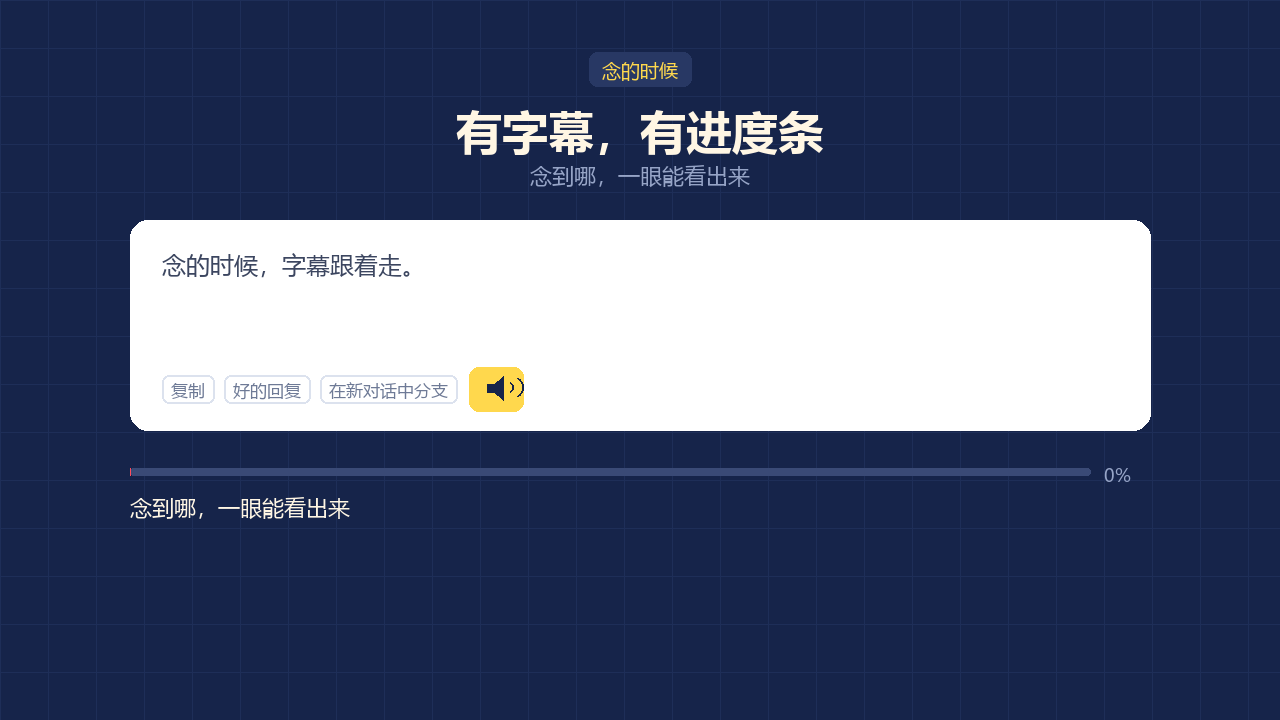 念的时候
有字幕，有进度条
念到哪，一眼能看出来
念的时候，字幕跟着走。
复制 好的回复 在新对话中分支
0%
念到哪，一眼能看出来